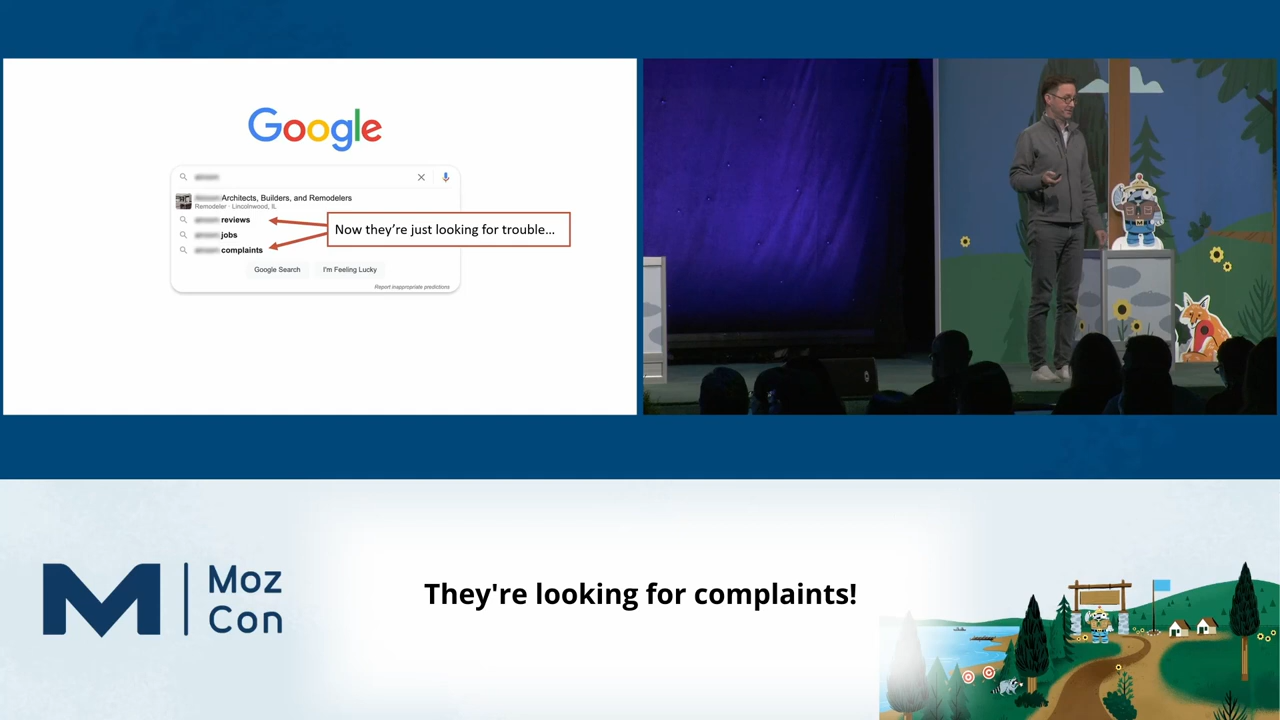 Google
Architects, Builders, and Remodelers
Remodeler · Lincolnwood, IL
reviews
Now they're just looking for trouble...
jobs
complaints
Google Search
I'm Feeling Lucky
Report inappropriate predictions
They're looking for complaints!
M
Moz
Con